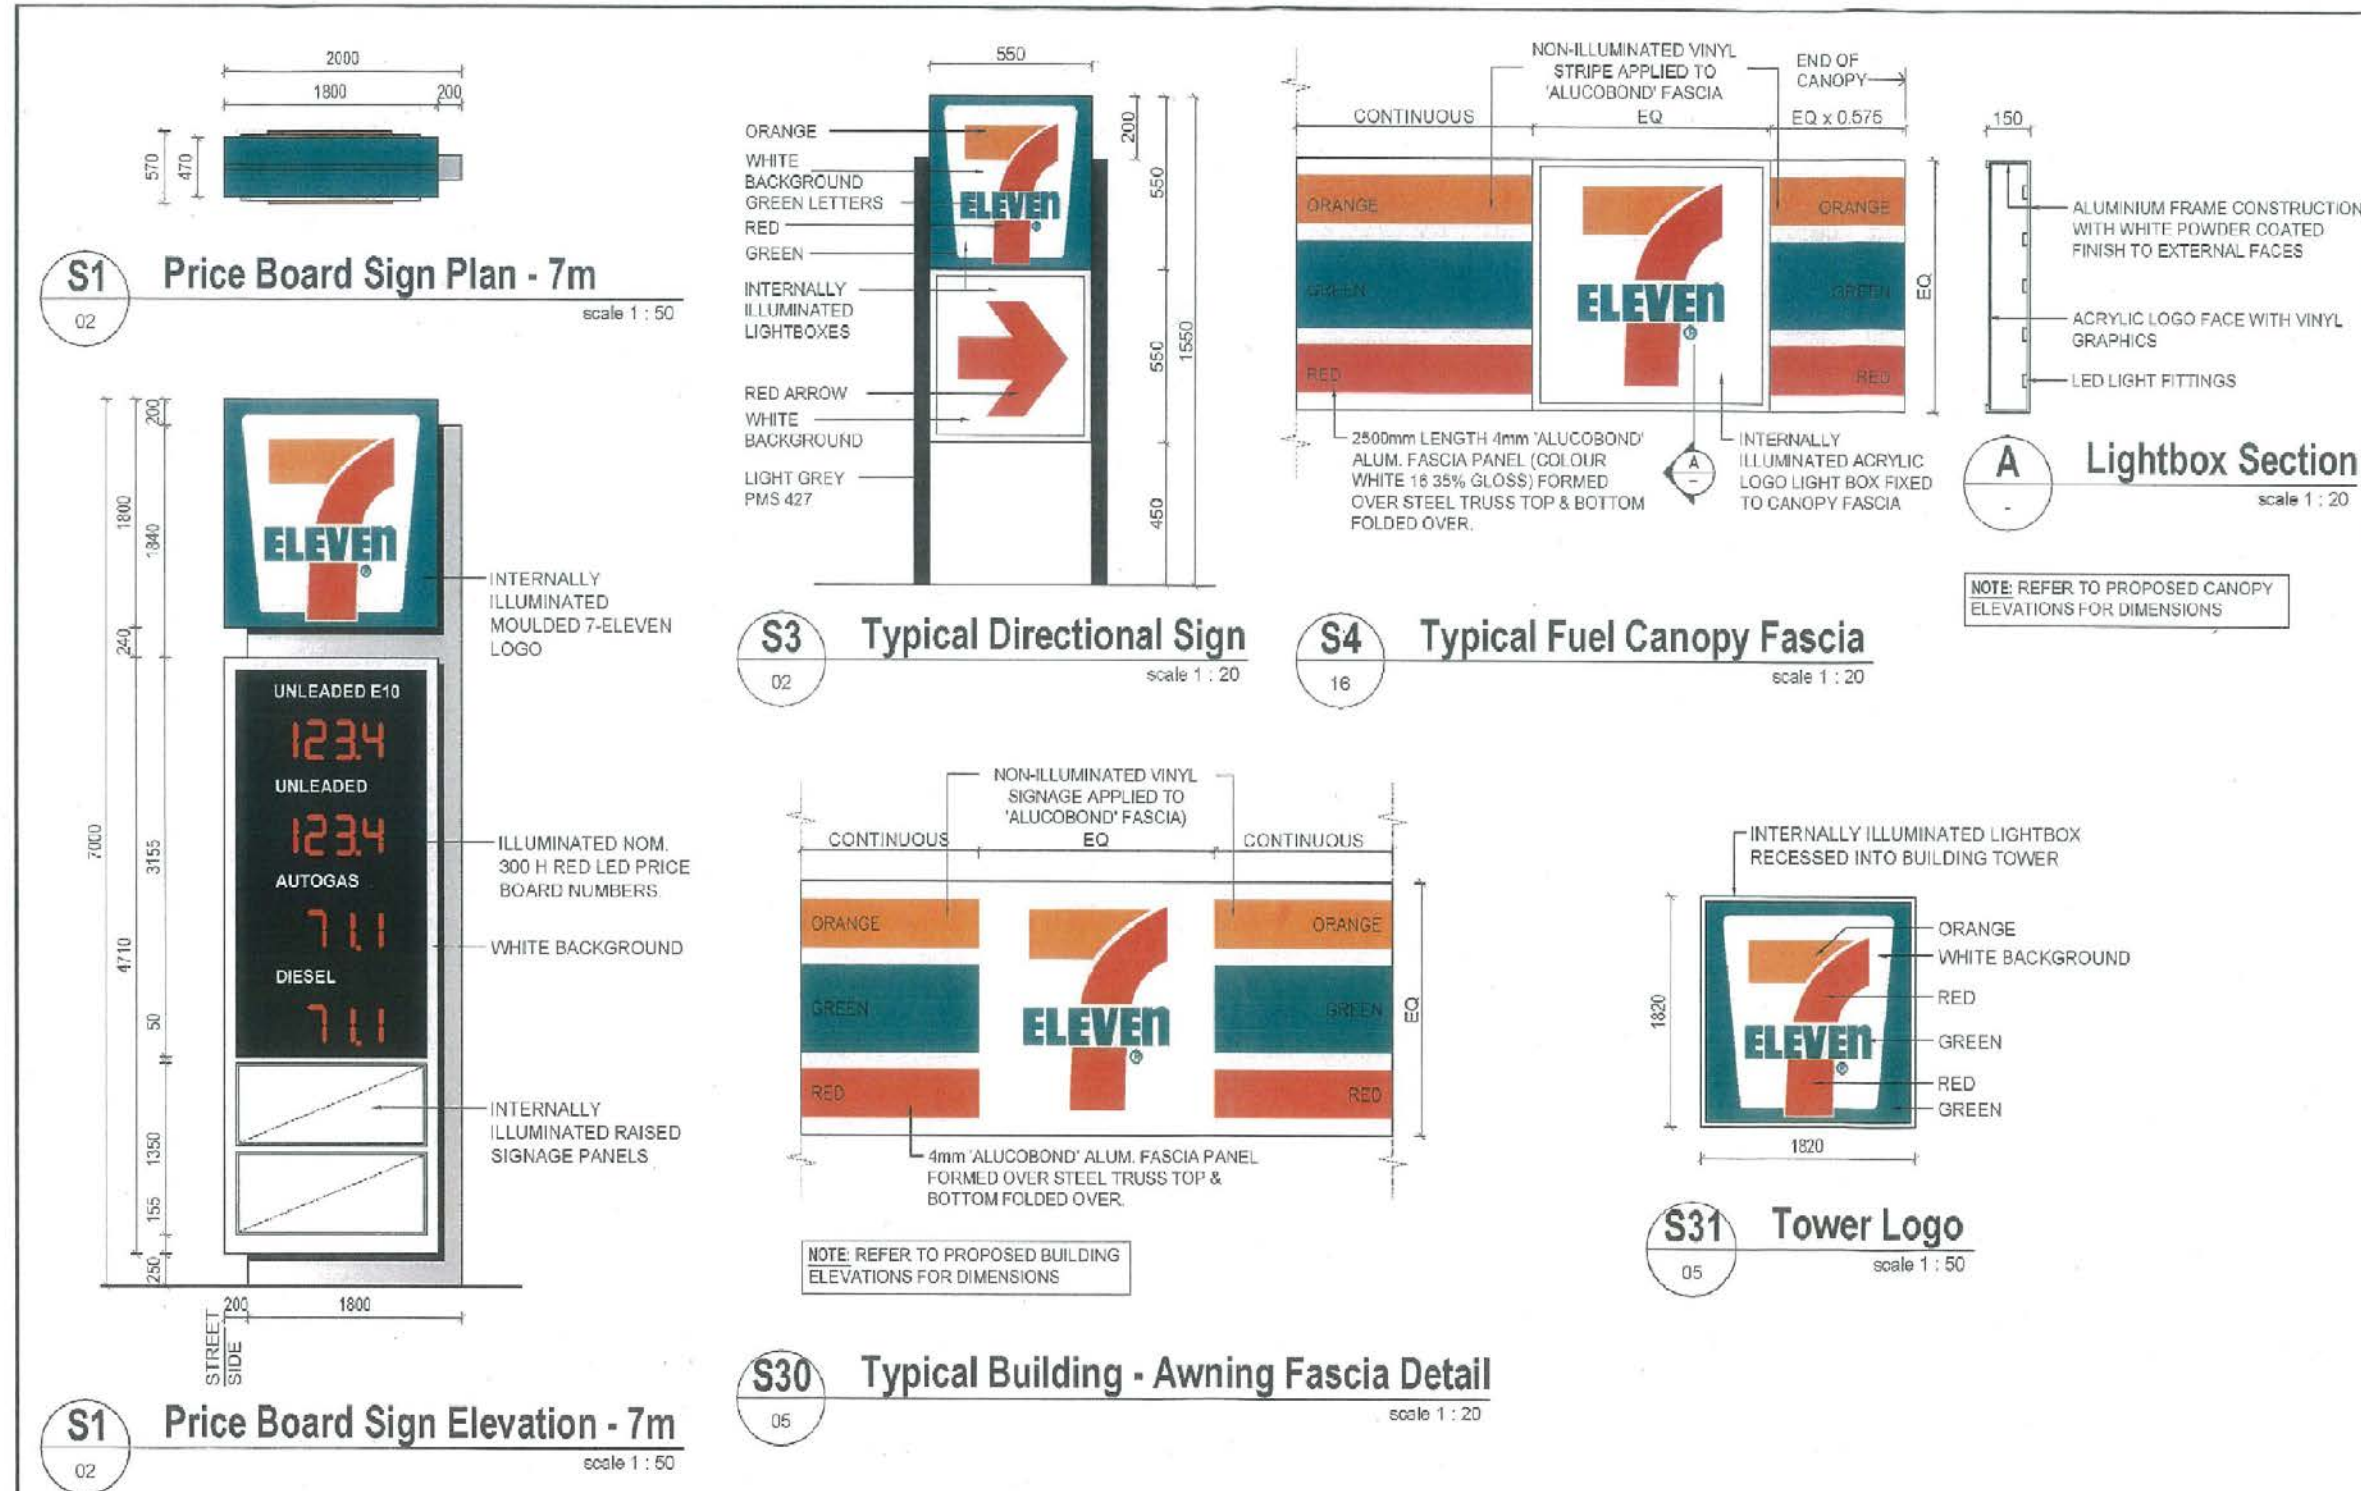 2000
1800
200
570
470
S1
02
Price Board Sign Plan - 7m
scale 1 : 50
7000
1800
240
4710
200
1340
3155
50
1350
155
250
ELEVEn
®
UNLEADED E10
123.4
UNLEADED
123.4
AUTOGAS
71.1
DIESEL
71.1
INTERNALLY
ILLUMINATED
MOULDED 7-ELEVEN
LOGO
ILLUMINATED NOM.
300 H RED LED PRICE
BOARD NUMBERS.
WHITE BACKGROUND
INTERNALLY
ILLUMINATED RAISED
SIGNAGE PANELS
200
1800
STREET
SIDE
S1
02
Price Board Sign Elevation - 7m
scale 1 : 50
550
ORANGE
WHITE
BACKGROUND
GREEN LETTERS
RED
GREEN
INTERNALLY
ILLUMINATED
LIGHTBOXES
RED ARROW
WHITE
BACKGROUND
LIGHT GREY
PMS 427
7
ELEVEn
®
200
550
550
450
1550
S3
02
Typical Directional Sign
scale 1 : 20
NON-ILLUMINATED VINYL
STRIPE APPLIED TO
'ALUCOBOND' FASCIA
END OF
CANOPY
CONTINUOUS
EQ
EQ x 0.575
ORANGE
GREEN
RED
7
ELEVEn
®
ORANGE
GREEN
RED
EQ
2500mm LENGTH 4mm 'ALUCOBOND'
ALUM. FASCIA PANEL (COLOUR
WHITE 16 35% GLOSS) FORMED
OVER STEEL TRUSS TOP & BOTTOM
FOLDED OVER.
A
-
INTERNALLY
ILLUMINATED ACRYLIC
LOGO LIGHT BOX FIXED
TO CANOPY FASCIA
S4
16
Typical Fuel Canopy Fascia
scale 1 : 20
150
ALUMINIUM FRAME CONSTRUCTION
WITH WHITE POWDER COATED
FINISH TO EXTERNAL FACES
ACRYLIC LOGO FACE WITH VINYL
GRAPHICS
LED LIGHT FITTINGS
A
-
Lightbox Section
scale 1 : 20
NOTE: REFER TO PROPOSED CANOPY
ELEVATIONS FOR DIMENSIONS
NON-ILLUMINATED VINYL
SIGNAGE APPLIED TO
'ALUCOBOND' FASCIA)
CONTINUOUS
EQ
CONTINUOUS
ORANGE
GREEN
RED
7
ELEVEn
®
ORANGE
GREEN
RED
EQ
4mm 'ALUCOBOND' ALUM. FASCIA PANEL
FORMED OVER STEEL TRUSS TOP &
BOTTOM FOLDED OVER.
NOTE: REFER TO PROPOSED BUILDING
ELEVATIONS FOR DIMENSIONS
S30
05
Typical Building - Awning Fascia Detail
scale 1 : 20
INTERNALLY ILLUMINATED LIGHTBOX
RECESSED INTO BUILDING TOWER
1820
7
ELEVEn
®
ORANGE
WHITE BACKGROUND
RED
GREEN
RED
GREEN
1820
S31
05
Tower Logo
scale 1 : 50